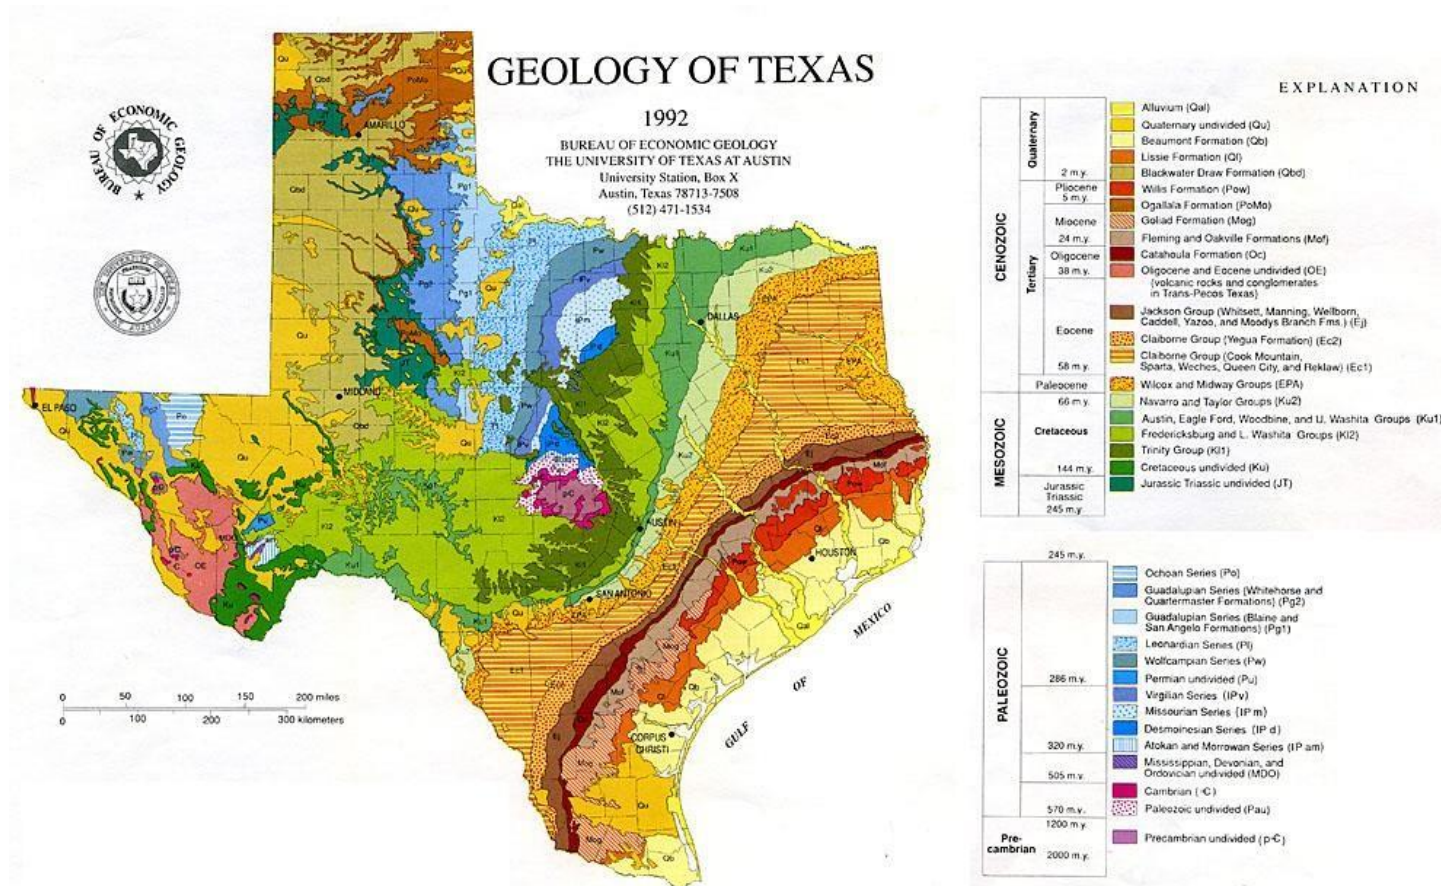 GEOLOGY OF TEXAS
1992
BUREAU OF ECONOMIC GEOLOGY
THE UNIVERSITY OF TEXAS AT AUSTIN
University Station, Box X
Austin, Texas 78713-7508
(512) 471-1534
BUREAU OF ECONOMIC GEOLOGY
AMARILLO
DALLAS
MIDLAND
EL PASO
AUSTIN
HOUSTON
SAN ANTONIO
CORPUS
CHRISTI
GULF OF MEXICO
0 50 100 150 200 miles
0 100 200 300 kilometers
EXPLANATION
CENOZOIC
Quaternary
2 m.y.
Tertiary
Pliocene
5 m.y.
Miocene
24 m.y.
Oligocene
38 m.y.
Eocene
58 m.y.
Paleocene
MESOZOIC
66 m.y.
Cretaceous
144 m.y.
Jurassic
Triassic
245 m.y.
Alluvium (Qal)
Quaternary undivided (Qu)
Beaumont Formation (Qb)
Lissie Formation (Ql)
Blackwater Draw Formation (Qbd)
Willis Formation (Pow)
Ogallala Formation (PoMo)
Goliad Formation (Mog)
Fleming and Oakville Formations (Mof)
Catahoula Formation (Oc)
Oligocene and Eocene undivided (OE)
(volcanic rocks and conglomerates
in Trans-Pecos Texas)
Jackson Group (Whitsett, Manning, Wellborn,
Caddell, Yazoo, and Moodys Branch Fms.) (Ej)
Claiborne Group (Yegua Formation) (Ec2)
Claiborne Group (Cook Mountain,
Sparta, Weches, Queen City, and Reklaw) (Ec1)
Wilcox and Midway Groups (EPA)
Navarro and Taylor Groups (Ku2)
Austin, Eagle Ford, Woodbine, and U. Washita Groups (Ku1)
Fredericksburg and L. Washita Groups (Kl2)
Trinity Group (Kl1)
Cretaceous undivided (Ku)
Jurassic Triassic undivided (JT)
245 m.y.
PALEOZOIC
286 m.y.
320 m.y.
505 m.y.
570 m.y.
Pre-
cambrian
1200 m.y.
2000 m.y.
Ochoan Series (Po)
Guadalupian Series (Whitehorse and
Quartermaster Formations) (Pg2)
Guadalupian Series (Blaine and
San Angelo Formations) (Pg1)
Leonardian Series (Pl)
Wolfcampian Series (Pw)
Permian undivided (Pu)
Virgilian Series (IPv)
Missourian Series (IPm)
Desmoinesian Series (IP d)
Atokan and Morrowan Series (IP am)
Mississippian, Devonian, and
Ordovician undivided (MDO)
Cambrian (-C)
Paleozoic undivided (Pau)
Precambrian undivided (p-C)